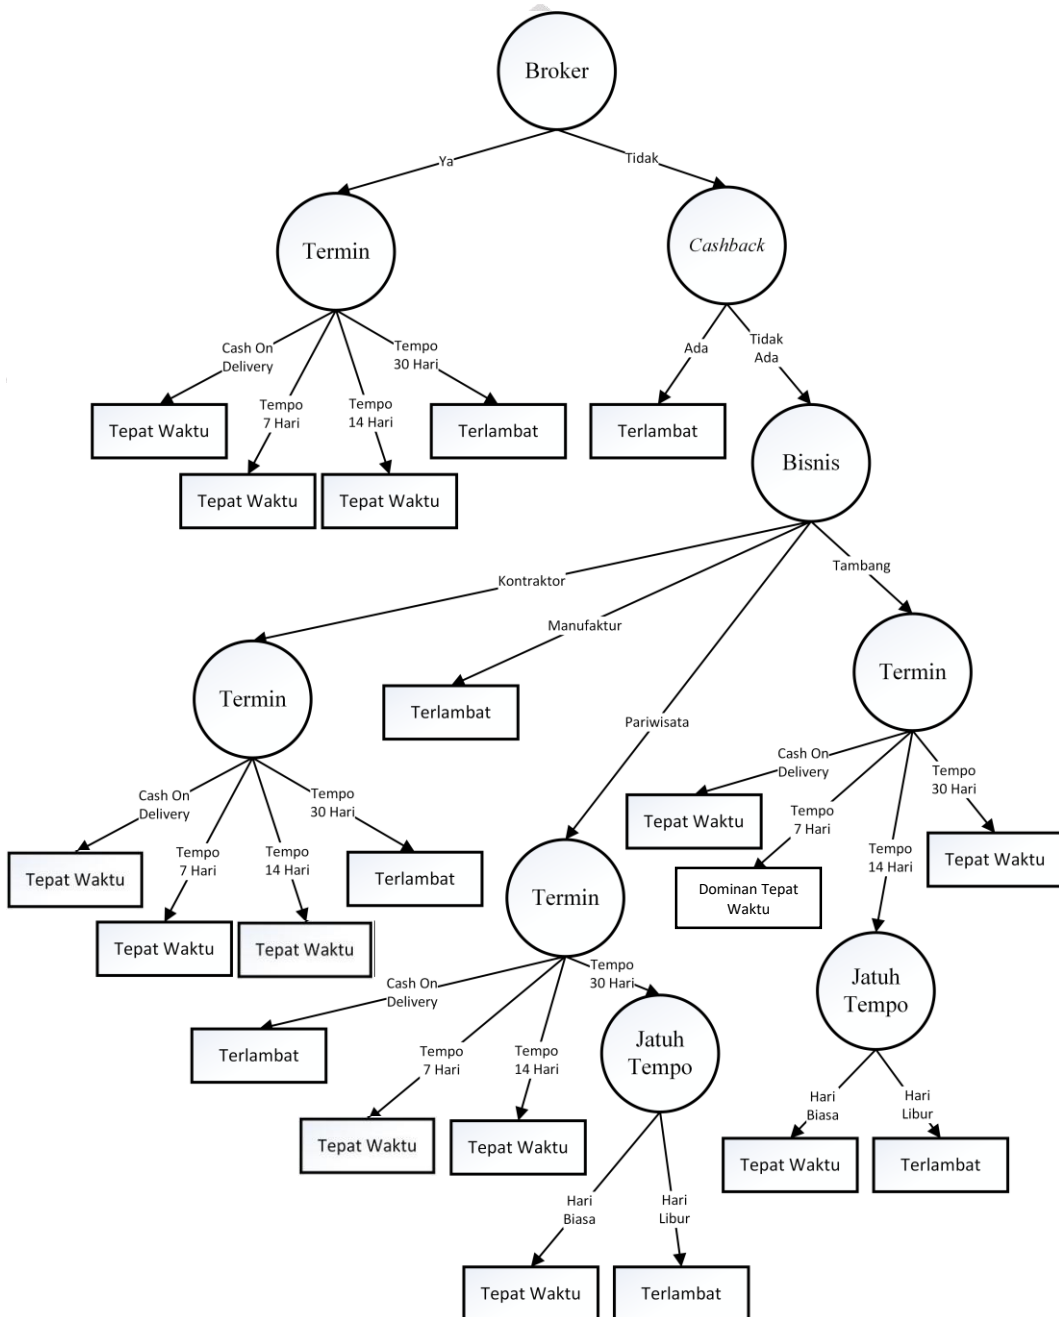 Broker
Ya
Tidak
Termin
Cashback
Cash On
Delivery
Tempo
7 Hari
Tempo
14 Hari
Tempo
30 Hari
Ada
Tidak
Ada
Tepat Waktu
Tepat Waktu
Tepat Waktu
Terlambat
Terlambat
Bisnis
Kontraktor
Manufaktur
Pariwisata
Tambang
Termin
Terlambat
Termin
Cash On
Delivery
Tempo
7 Hari
Tempo
14 Hari
Tempo
30 Hari
Tepat Waktu
Tepat Waktu
Tepat Waktu
Terlambat
Cash On
Delivery
Tempo
7 Hari
Tempo
14 Hari
Tempo
30 Hari
Tepat Waktu
Dominan Tepat
Waktu
Tepat Waktu
Termin
Cash On
Delivery
Tempo
7 Hari
Tempo
14 Hari
Tempo
30 Hari
Terlambat
Tepat Waktu
Tepat Waktu
Jatuh
Tempo
Hari
Biasa
Hari
Libur
Tepat Waktu
Terlambat
Jatuh
Tempo
Hari
Biasa
Hari
Libur
Tepat Waktu
Terlambat